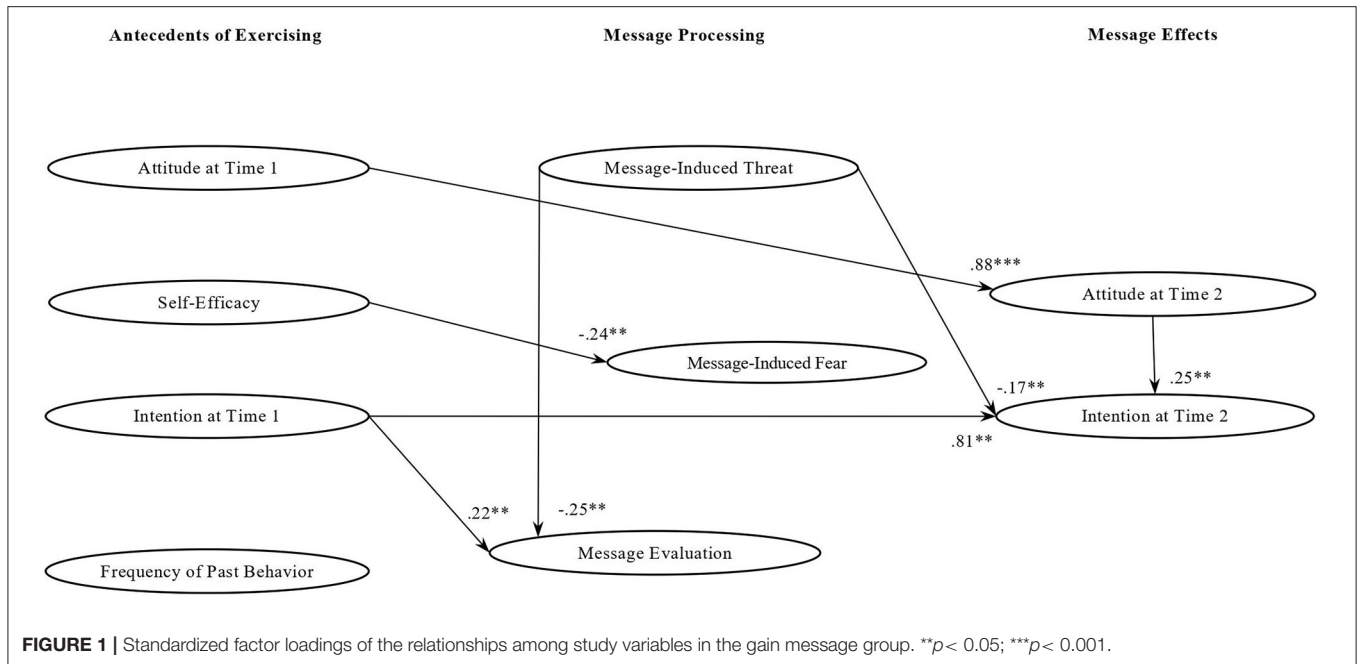 Antecedents of Exercising
Message Processing
Message Effects
Attitude at Time 1
Message-Induced Threat
.88***
Self-Efficacy
Attitude at Time 2
-.24**
Message-Induced Fear
-.17**
.25**
Intention at Time 1
Intention at Time 2
.81**
.22**
-.25**
Message Evaluation
Frequency of Past Behavior
FIGURE 1 | Standardized factor loadings of the relationships among study variables in the gain message group. **p< 0.05; ***p< 0.001.